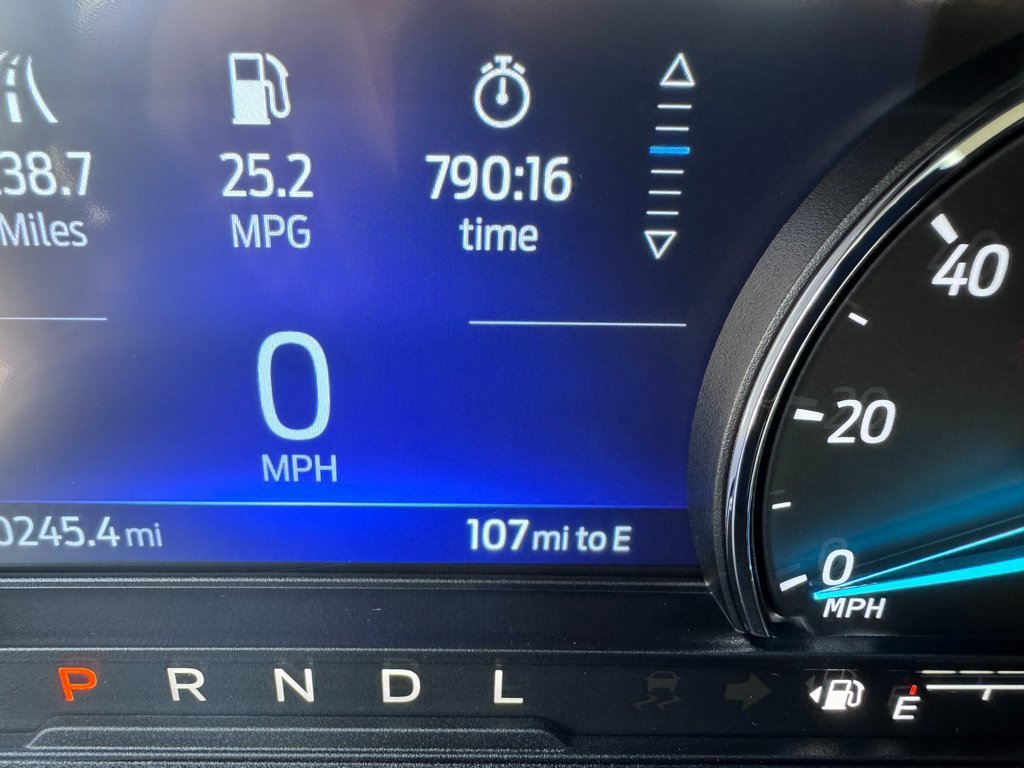 38.7 25.2 790:16
Miles MPG time
40
0
20
MPH
0245.4 mi 107 mi to E
0
MPH
P R N D L
E